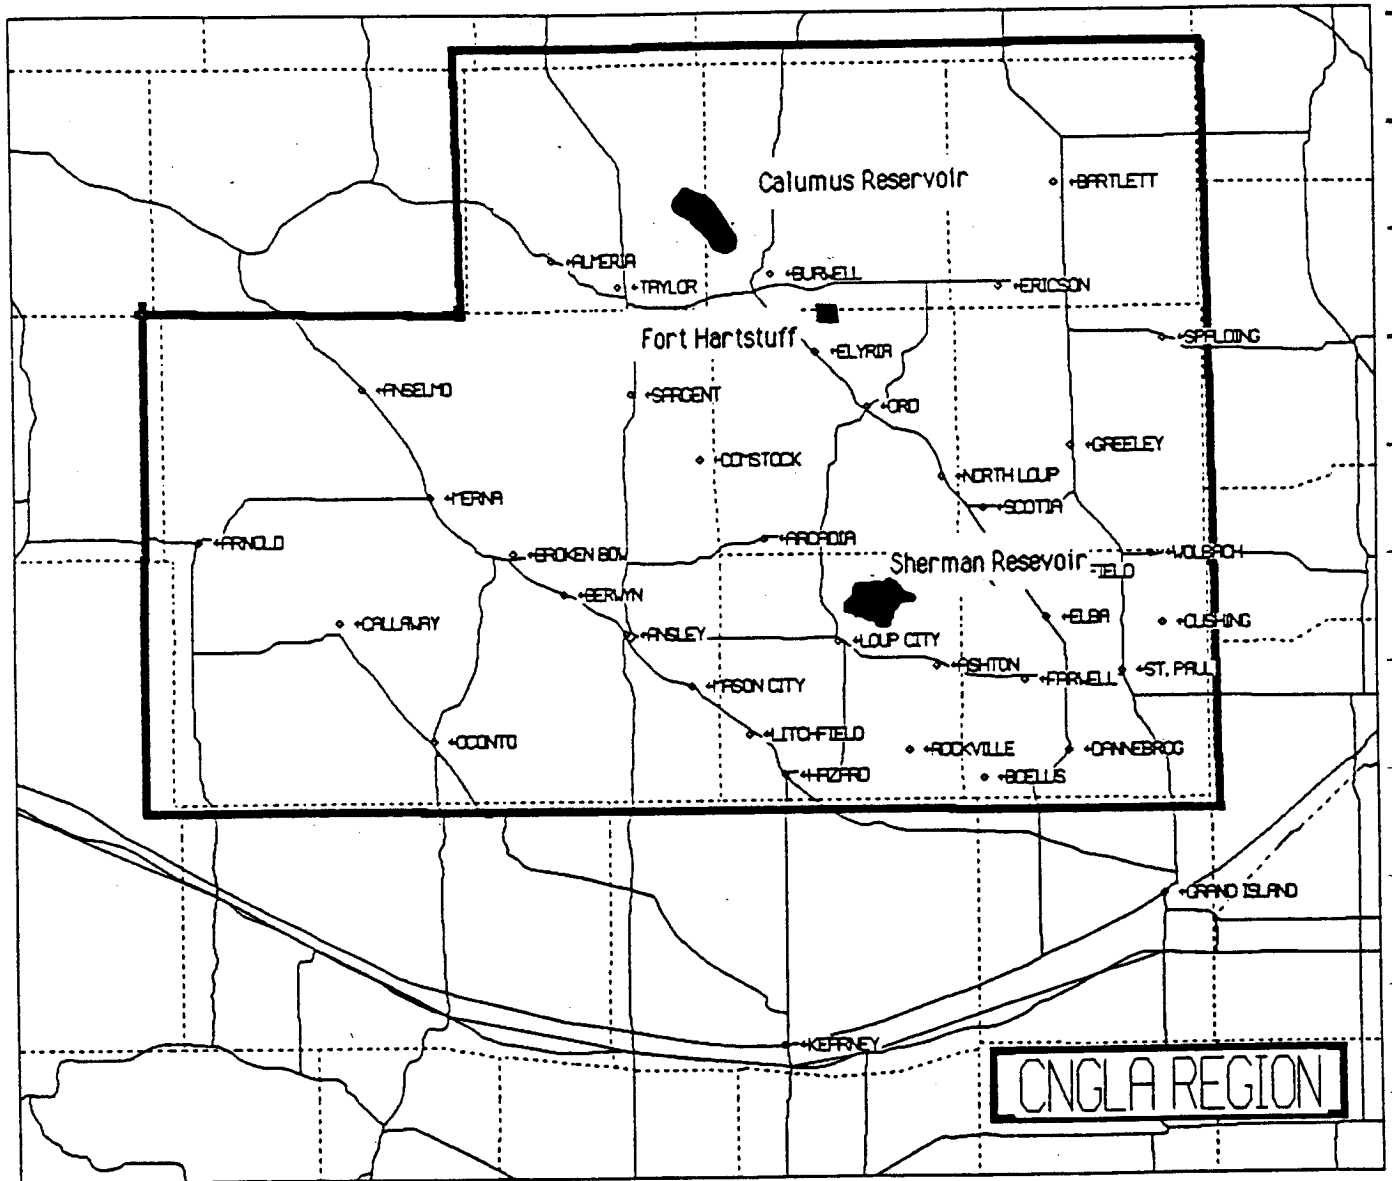 Calumus Reservoir
BARTLETT
ALMERIA
BURWELL
TAYLOR
ERICSON
Fort Hartstuff
SPALDING
ELYRIA
ANSELMO
SARGENT
ORD
GREELEY
COMSTOCK
NORTH LOUP
MERNA
SCOTIA
ARNOLD
ARCADIA
BROKEN BOW
WOLBACH
Sherman Resevoir
FIELD
BERWYN
CALLAWAY
ELBA
CUSHING
ANSLEY
LOUP CITY
ASHTON
ST. PAUL
MASON CITY
FARWELL
OCONTO
LITCHFIELD
ROCKVILLE
DANNEBROG
HAZARD
BOELUS
GRAND ISLAND
KEARNEY
CNGLA REGION